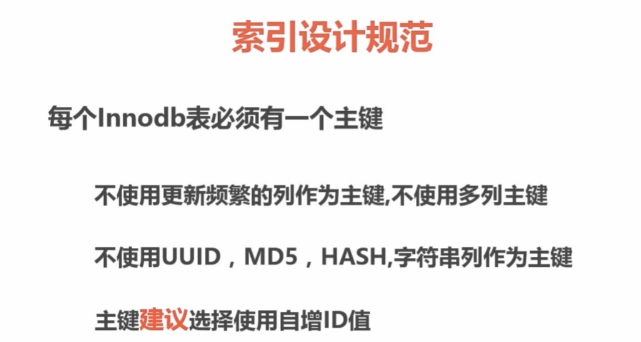 索引设计规范
每个Innodb表必须有一个主键
不使用更新频繁的列作为主键,不使用多列主键
不使用UUID，MD5，HASH,字符串列作为主键
主键建议选择使用自增ID值